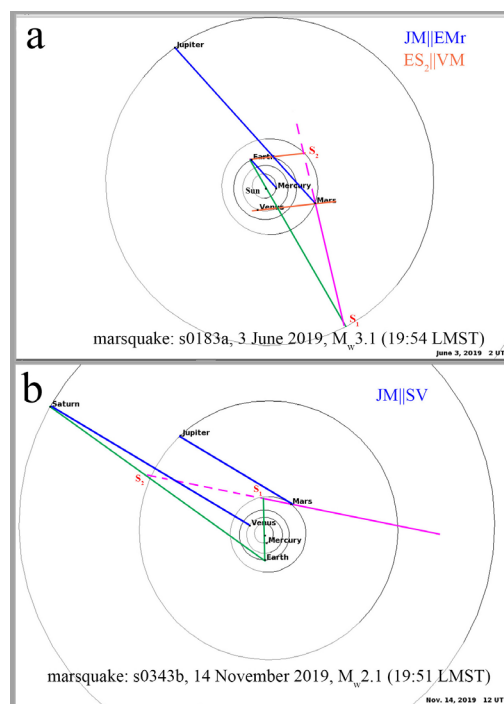 a
JM||EMr
ES₂||VM
Jupiter
Earth
S₂
Mercury
Sun
Mars
Venus
S₁
marsquake: s0183a, 3 June 2019, Mw3.1 (19:54 LMST)
June 3, 2019 2 UT
b
JM||SV
Saturn
Jupiter
S₂
S₁
Mars
Venus
Mercury
Earth
marsquake: s0343b, 14 November 2019, Mw2.1 (19:51 LMST)
Nov. 14, 2019 12 UT